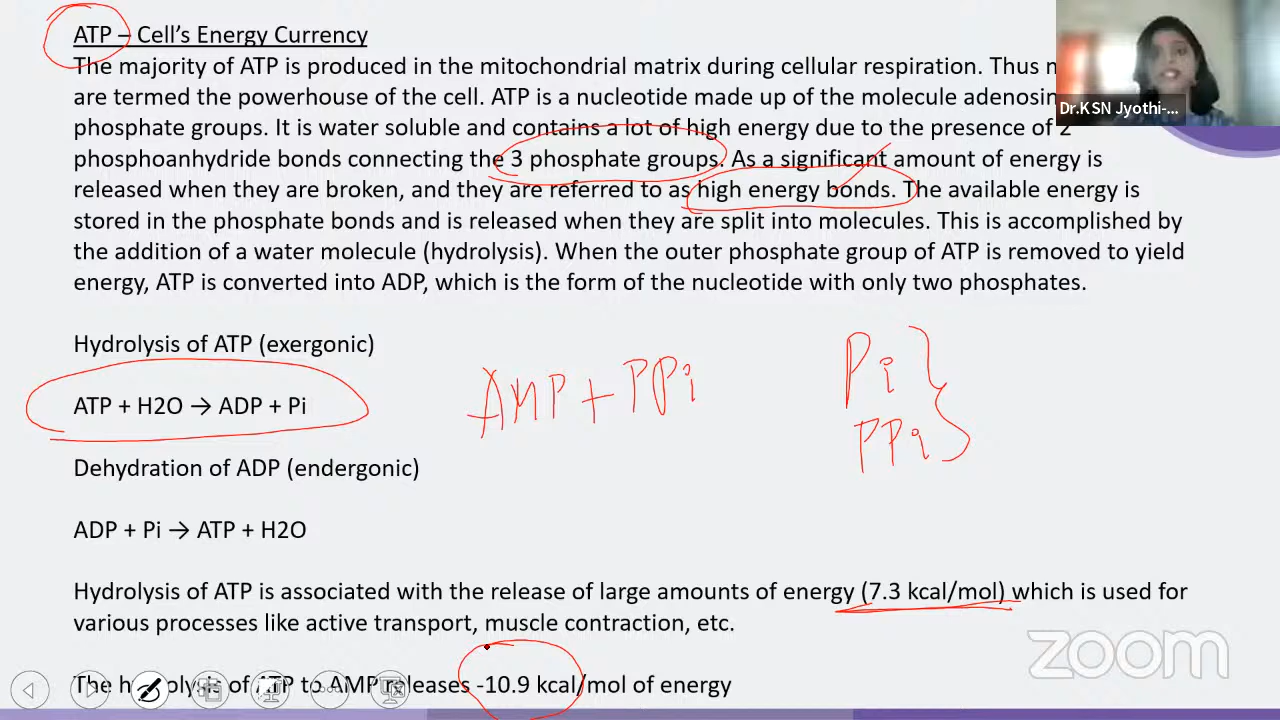 ATP – Cell's Energy Currency
The majority of ATP is produced in the mitochondrial matrix during cellular respiration. Thus
are termed the powerhouse of the cell. ATP is a nucleotide made up of the molecule
phosphate groups. It is water soluble and contains a lot of high energy due to the presence of 2
phosphoanhydride bonds connecting the 3 phosphate groups. As a significant amount of energy is
released when they are broken, and they are referred to as high energy bonds. The available energy is
stored in the phosphate bonds and is released when they are split into molecules. This is accomplished by
the addition of a water molecule (hydrolysis). When the outer phosphate group of ATP is removed to yield
energy, ATP is converted into ADP, which is the form of the nucleotide with only two phosphates.
Dr.KSN Jyothi-...
Hydrolysis of ATP (exergonic)
ATP + H2O → ADP + Pi
AMP + PPi
Pi
PPi
Dehydration of ADP (endergonic)
ADP + Pi → ATP + H2O
Hydrolysis of ATP is associated with the release of large amounts of energy (7.3 kcal/mol) which is used for
various processes like active transport, muscle contraction, etc.
zoom
The of ATP to AMP releases -10.9 kcal/mol of energy